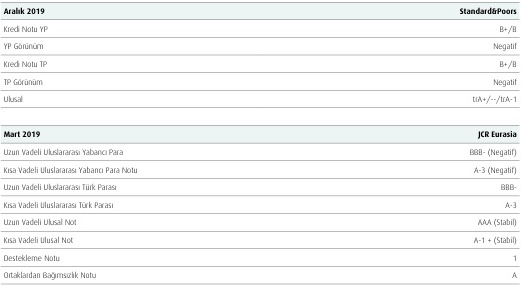 Aralık 2019 Standard&Poors
Kredi Notu YP B+/B
YP Görünüm Negatif
Kredi Notu TP B+/B
TP Görünüm Negatif
Ulusal trA+/--/trA-1
Mart 2019 JCR Eurasia
Uzun Vadeli Uluslararası Yabancı Para BBB- (Negatif)
Kısa Vadeli Uluslararası Yabancı Para Notu A-3 (Negatif)
Uzun Vadeli Uluslararası Türk Parası BBB-
Kısa Vadeli Uluslararası Türk Parası A-3
Uzun Vadeli Ulusal Not AAA (Stabil)
Kısa Vadeli Ulusal Not A-1 + (Stabil)
Destekleme Notu 1
Ortaklardan Bağımsızlık Notu A